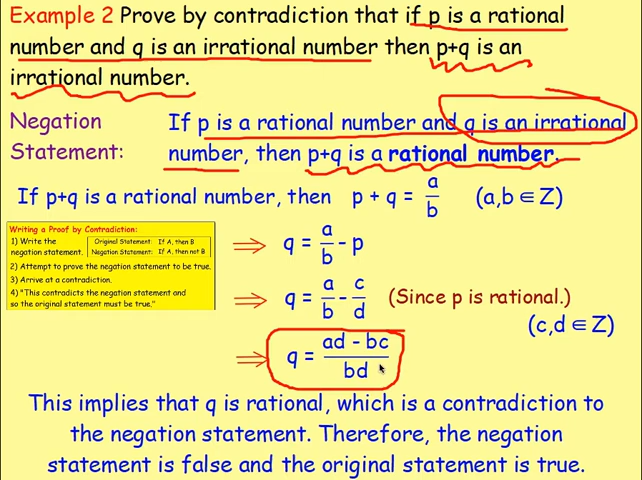 Example 2 Prove by contradiction that if p is a rational
number and q is an irrational number then p+q is an
irrational number.
Negation If p is a rational number and q is an irrational
Statement: number, then p+q is a rational number.
If p+q is a rational number, then p + q = a/b (a,b ∈ Z)
Writing a Proof by Contradiction:
1) Write the negation statement. Original Statement: If A, then B
Negation Statement: If A, then not B
2) Attempt to prove the negation statement to be true.
3) Arrive at a contradiction.
4) "This contradicts the negation statement and
so the original statement must be true."
⇒ q = a/b - p
⇒ q = a/b - c/d (Since p is rational.)
(c,d ∈ Z)
⇒ q = (ad - bc)/bd
This implies that q is rational, which is a contradiction to
the negation statement. Therefore, the negation
statement is false and the original statement is true.